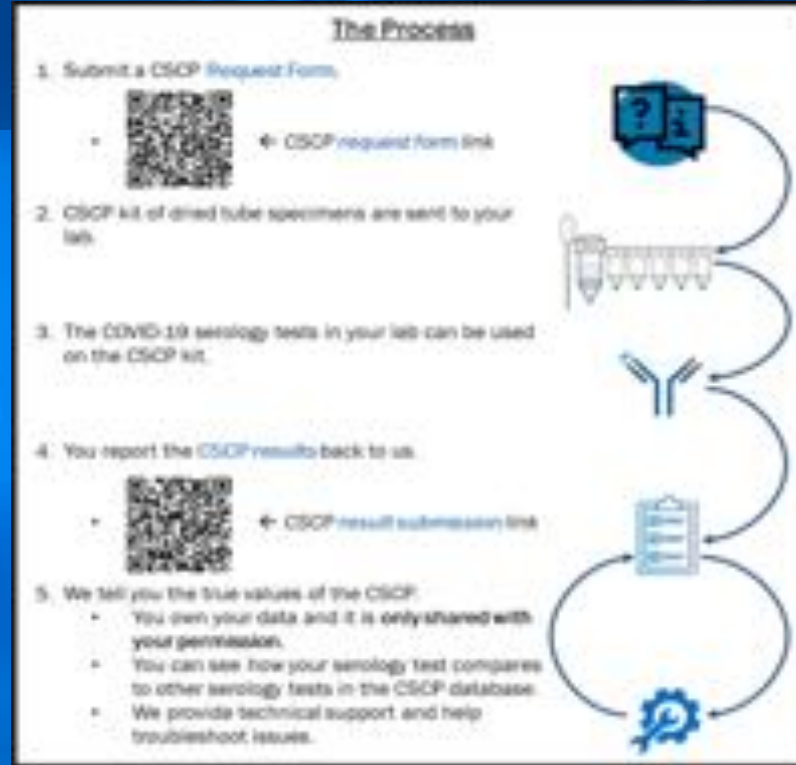 The Process
1. Submit a CSCP Request Form.
• ← CSCP request form link
2. CSCP kit of dried tube specimens are sent to your
lab.
3. The COVID-19 serology tests in your lab can be used
on the CSCP kit.
4. You report the CSCP results back to us.
• ← CSCP result submission link
5. We tell you the true values of the CSCP.
• You own your data and it is only shared with
your permission.
• You can see how your serology test compares
to other serology tests in the CSCP database
• We provide technical support and help
troubleshoot issues.
? i